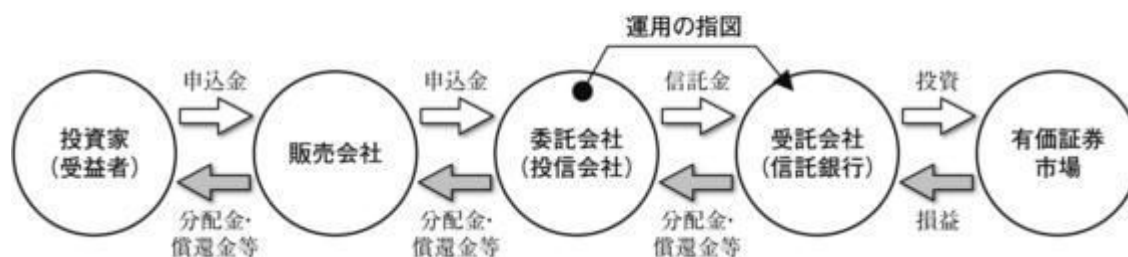 運用の指図
申込金
申込金
信託金
投資
投資家
(受益者)
販売会社
委託会社
(投信会社)
受託会社
(信託銀行)
有価証券
市場
分配金・
償還金等
分配金・
償還金等
分配金・
償還金等
損益